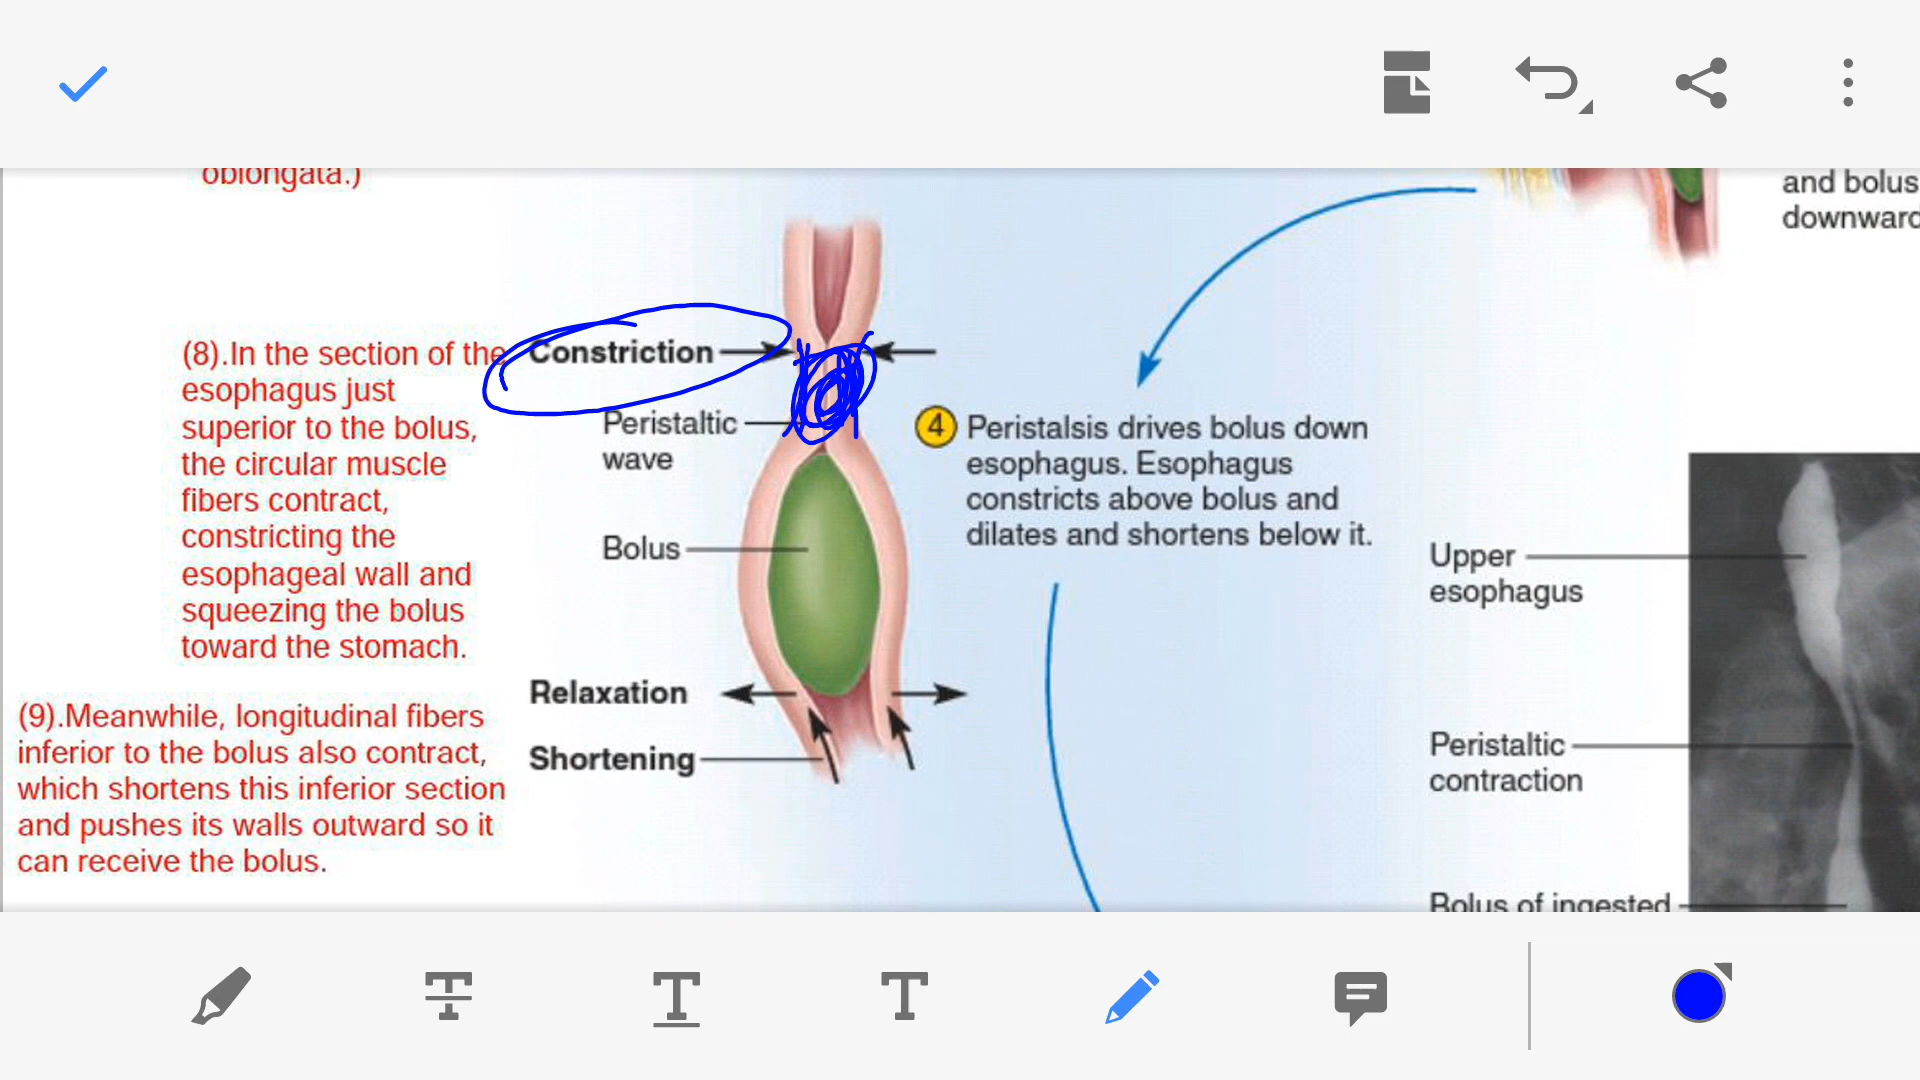 oblongata.)
and bolus
downward
(8).In the section of the
esophagus just
superior to the bolus,
the circular muscle
fibers contract,
constricting the
esophageal wall and
squeezing the bolus
toward the stomach.
(9).Meanwhile, longitudinal fibers
inferior to the bolus also contract,
which shortens this inferior section
and pushes its walls outward so it
can receive the bolus.
Constriction
Peristaltic
wave
Bolus
Relaxation
Shortening
4 Peristalsis drives bolus down
esophagus. Esophagus
constricts above bolus and
dilates and shortens below it.
Upper
esophagus
Peristaltic
contraction
Bolus of ingested